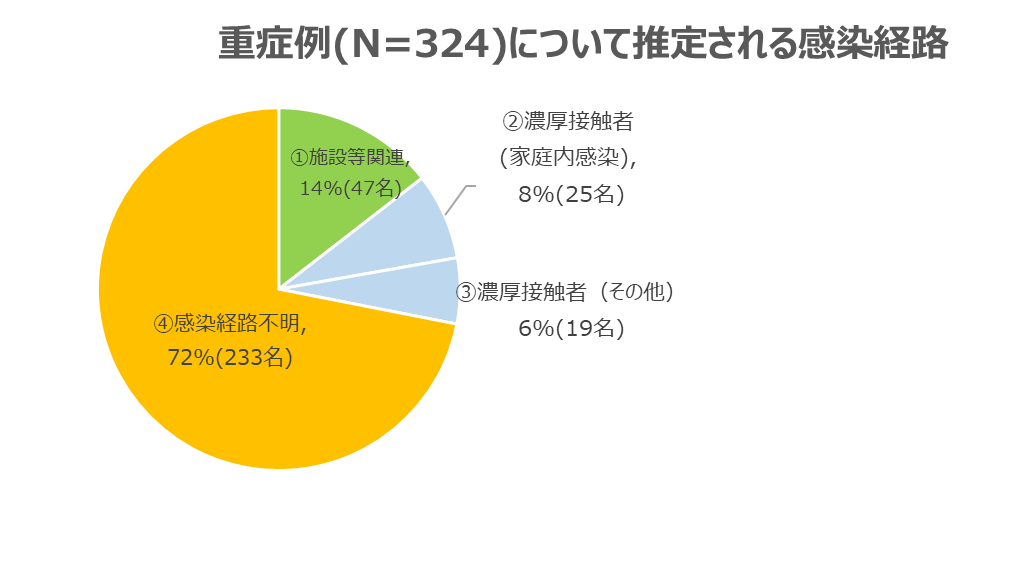 重症例(N=324)について推定される感染経路
①施設等関連,
14%(47名)
②濃厚接触者
(家庭内感染),
8%(25名)
③濃厚接触者（その他）
6%(19名)
④感染経路不明,
72%(233名)